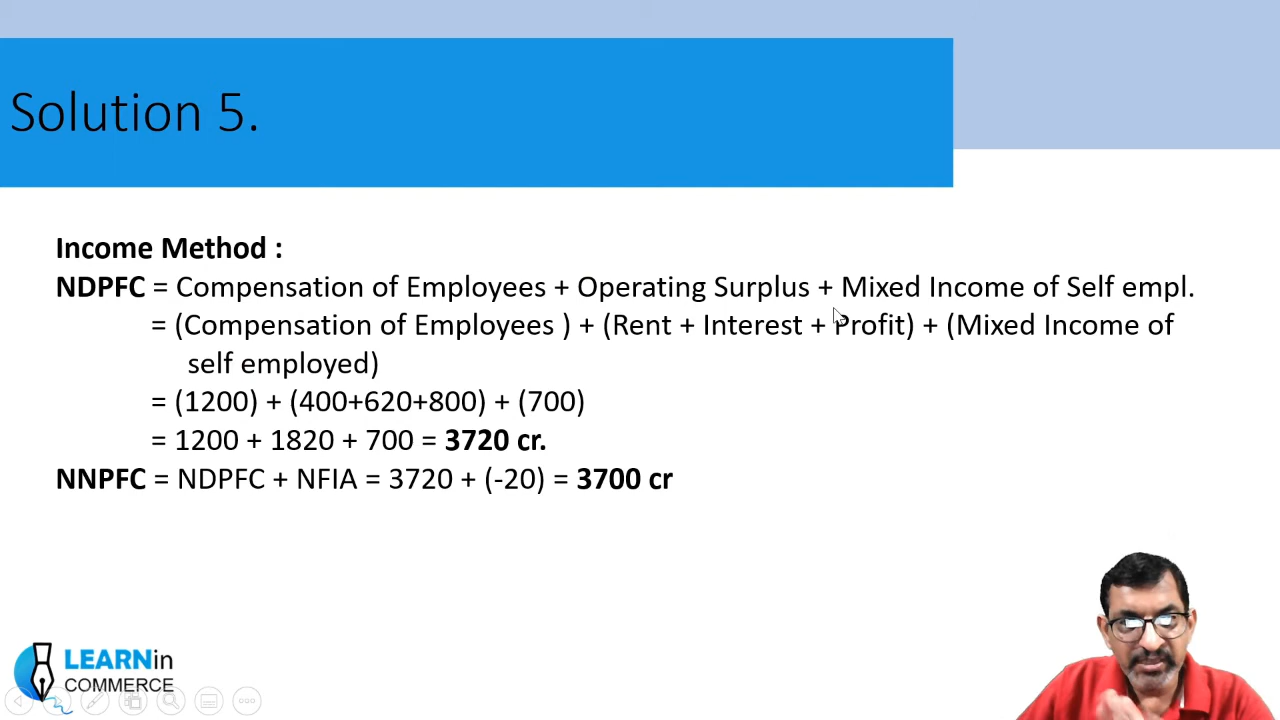 Solution 5.
Income Method :
NDPFC = Compensation of Employees + Operating Surplus + Mixed Income of Self empl.
= (Compensation of Employees ) + (Rent + Interest + Profit) + (Mixed Income of
self employed)
= (1200) + (400+620+800) + (700)
= 1200 + 1820 + 700 = 3720 cr.
NNPFC = NDPFC + NFIA = 3720 + (-20) = 3700 cr
LEARNin
COMMERCE